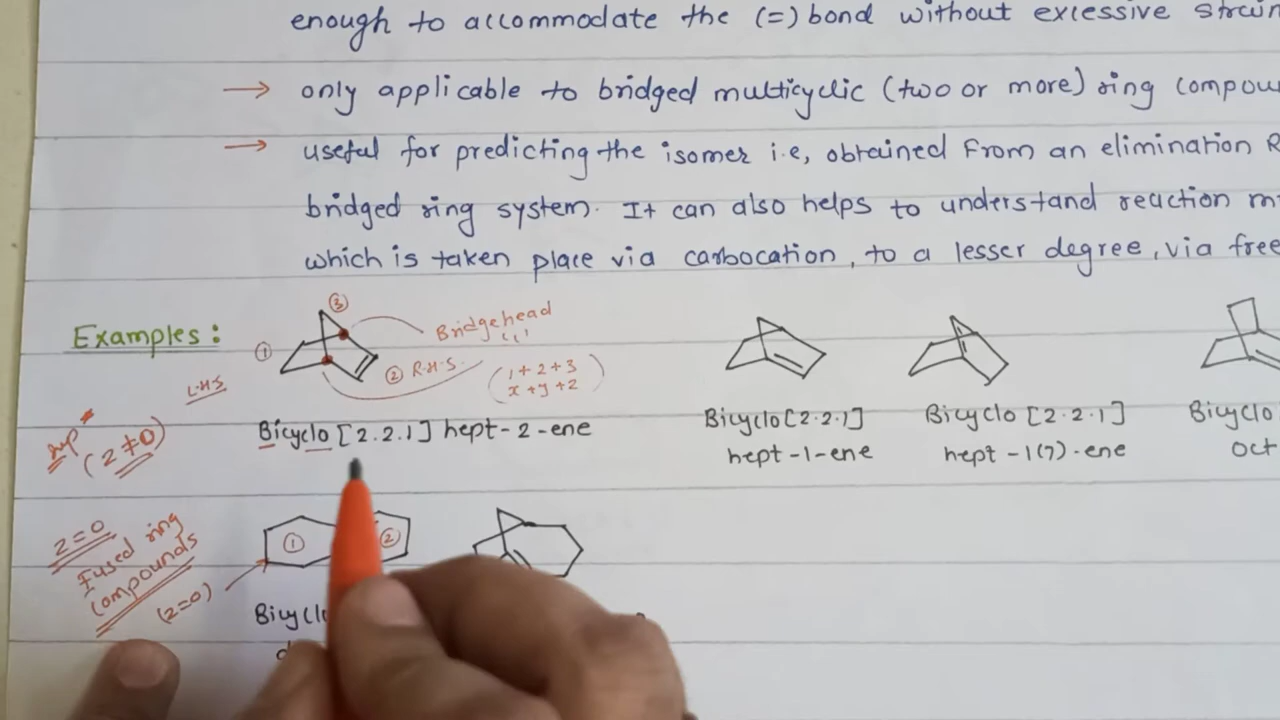 enough to accommodate the (=) bond without excessive strain
→ only applicable to bridged multicyclic (two or more) ring compou
→ useful for predicting the isomer i.e, obtained From an elimination R
bridged ring system. It can also helps to understand reaction m
which is taken place via carbocation, to a lesser degree, via free
Examples:
③
①
② R.H.S.
L.H.S
Bridgehead
"C"
(1+2+3
x+y+z)
Imp*
(z≠0)
Bicyclo [2.2.1] hept-2-ene
Bicyclo [2.2.1]
hept-1-ene
Bicyclo [2.2.1]
hept-1(7)-ene
Bicyclo
oct
z=0
Fused ring
compounds
(z=0)
①
②
Bicyclo